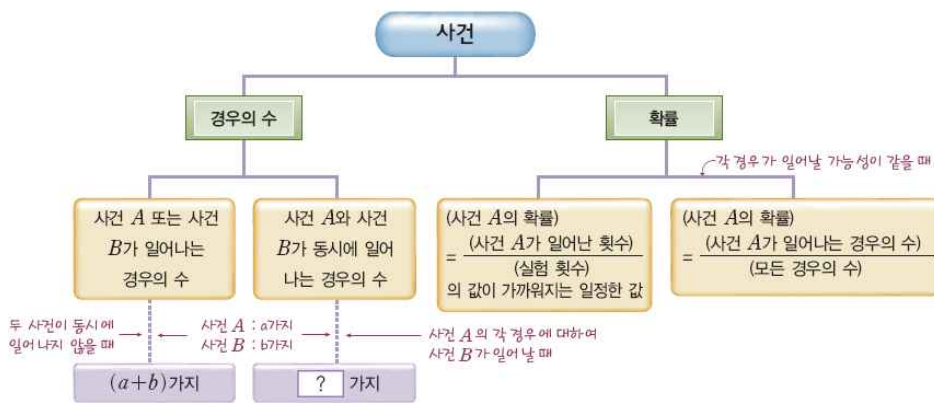 사건
경우의 수
확률
각 경우가 일어날 가능성이 같을 때
사건 A 또는 사건
B가 일어나는
경우의 수
사건 A와 사건
B가 동시에 일어
나는 경우의 수
(사건 A의 확률)
= (사건 A가 일어난 횟수)
(실험 횟수)
의 값이 가까워지는 일정한 값
(사건 A의 확률)
= (사건 A가 일어나는 경우의 수)
(모든 경우의 수)
두 사건이 동시에
일어나지 않을 때
사건 A : a가지
사건 B : b가지
사건 A의 각 경우에 대하여
사건 B가 일어날 때
(a+b)가지
? 가지